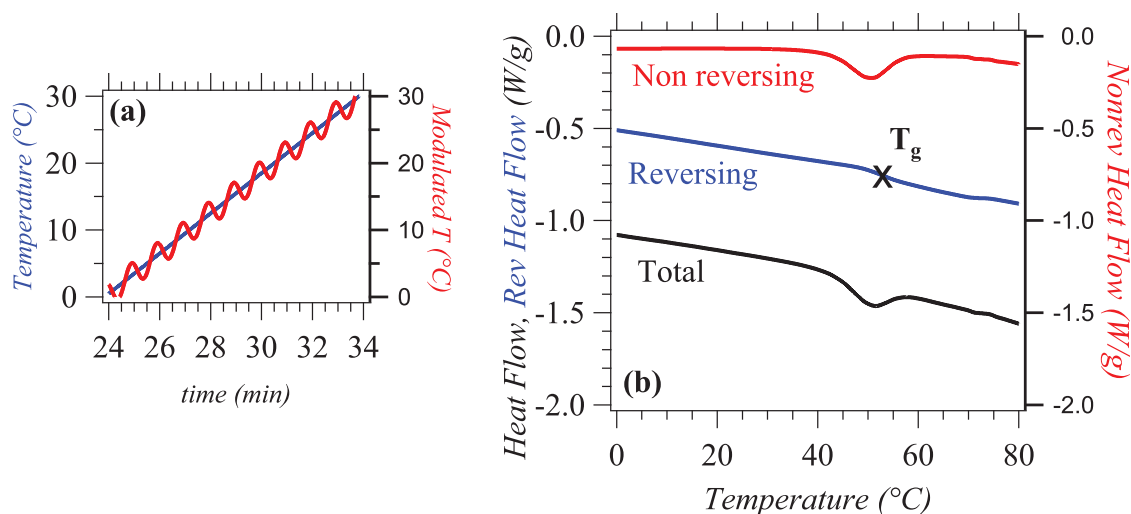 (a)
Temperature (°C)
30
20
10
0
Modulated T (°C)
30
20
10
0
24 26 28 30 32 34
time (min)
(b)
Heat Flow, Rev Heat Flow (W/g)
0.0
-0.5
-1.0
-1.5
-2.0
Non reversing
Tg
Reversing
Total
0.0
-0.5
-1.0
-1.5
-2.0
Nonrev Heat Flow (W/g)
0 20 40 60 80
Temperature (°C)